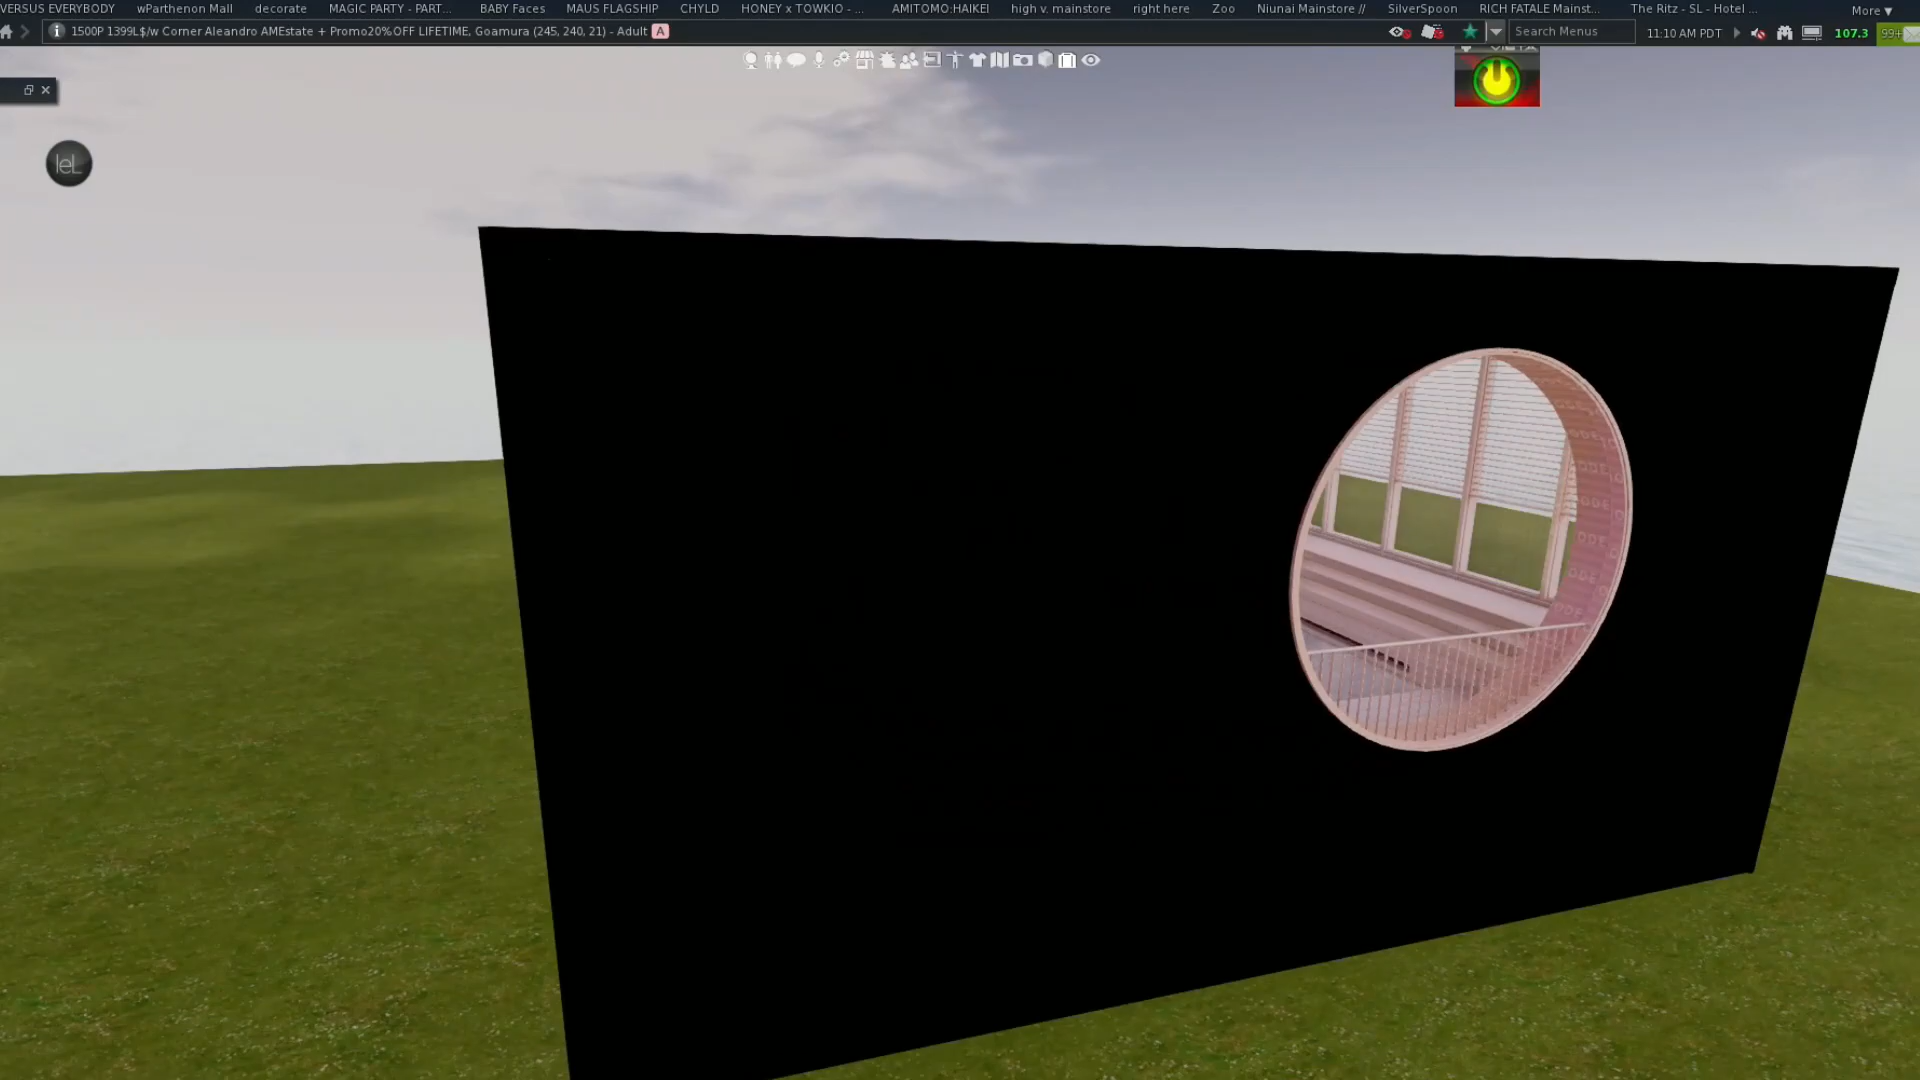 VERSUS EVERYBODY wParthenon Mall decorate MAGIC PARTY - PART... BABY Faces MAUS FLAGSHIP CHYLD HONEY x TOWKIO - ... AMITOMO:HAIKEI high v. mainstore right here Zoo Niunai Mainstore // SilverSpoon RICH FATALE Mainst... The Ritz - SL - Hotel ... More ▼
1500P 1399L$/w Corner Aleandro AMEstate + Promo20%OFF LIFETIME, Goamura (245, 240, 21) - Adult A
Search Menus 11:10 AM PDT 107.3 99+
leL